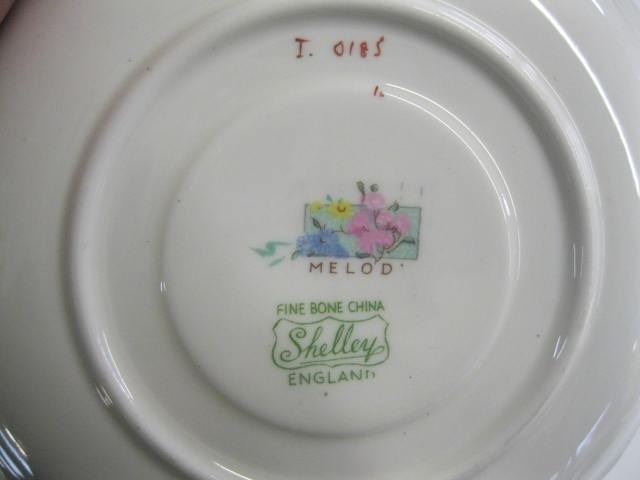 I. 0185
MELOD
FINE BONE CHINA
Shelley
ENGLAND